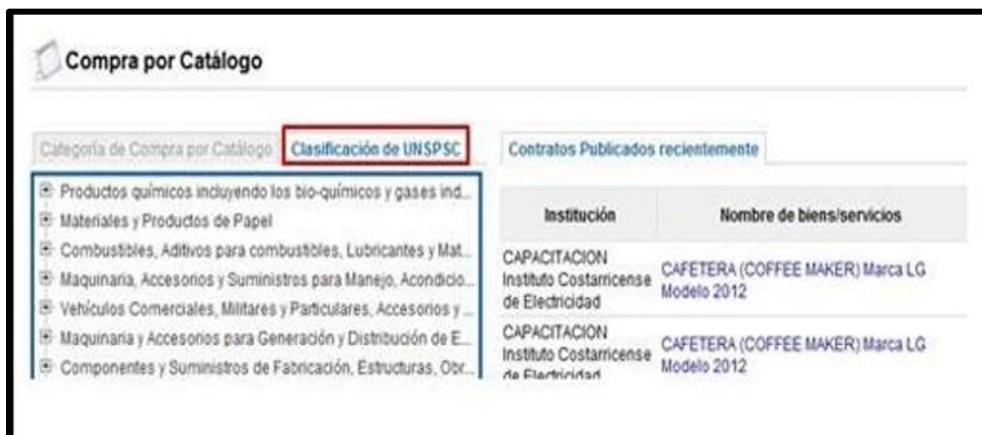 Compra por Catálogo
Categoría de Compra por Catálogo
Clasificación de UNSPSC
Productos químicos incluyendo los bio-químicos y gases ind...
Materiales y Productos de Papel
Combustibles, Aditivos para combustibles, Lubricantes y Mat...
Maquinaria, Accesorios y Suministros para Manejo, Acondicio...
Vehículos Comerciales, Militares y Particulares, Accesorios y ...
Maquinaria y Accesorios para Generación y Distribución de E...
Componentes y Suministros de Fabricación, Estructuras, Obr...
Contratos Publicados recientemente
Institución
Nombre de biens/servicios
CAPACITACION
Instituto Costarricense
de Electricidad
CAFETERA (COFFEE MAKER) Marca LG
Modelo 2012
CAPACITACION
Instituto Costarricense
de Electricidad
CAFETERA (COFFEE MAKER) Marca LG
Modelo 2012